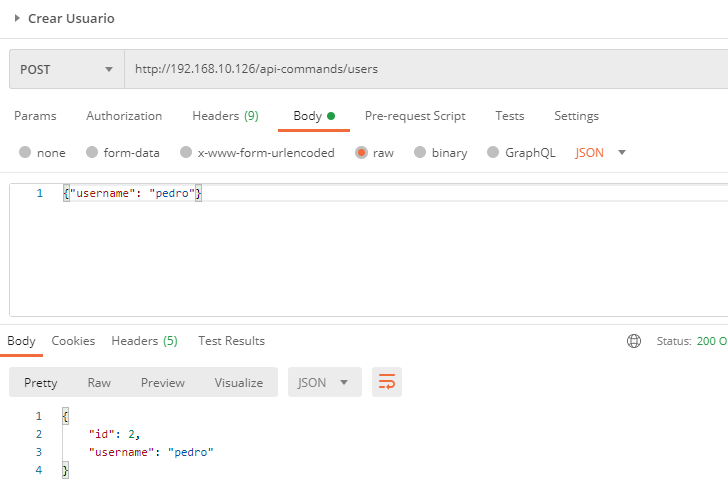 Crear Usuario
POST http://192.168.10.126/api-commands/users
Params Authorization Headers (9) Body Pre-request Script Tests Settings
none form-data x-www-form-urlencoded raw binary GraphQL JSON
1 {"username": "pedro"}
Body Cookies Headers (5) Test Results Status: 200 O
Pretty Raw Preview Visualize JSON
1 {
2 "id": 2,
3 "username": "pedro"
4 }